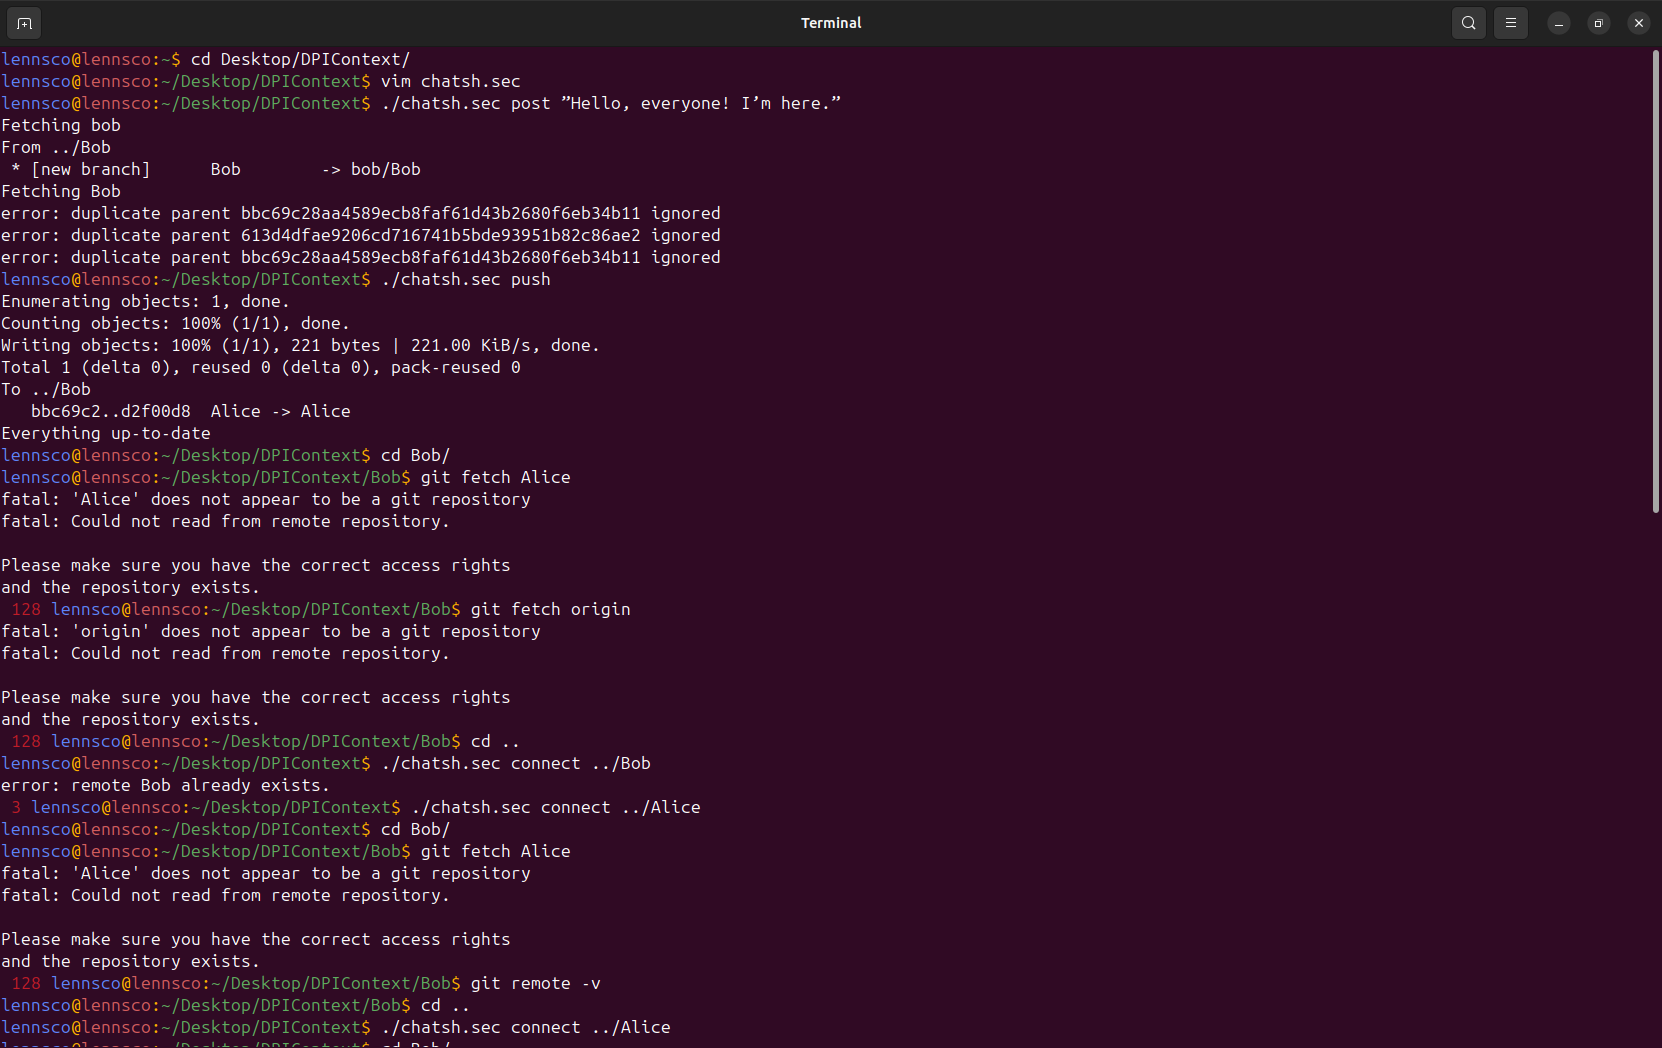 Terminal
lennsco@lennsco:~$ cd Desktop/DPIContext/
lennsco@lennsco:~/Desktop/DPIContext$ vim chatsh.sec
lennsco@lennsco:~/Desktop/DPIContext$ ./chatsh.sec post ”Hello, everyone! I’m here.”
Fetching bob
From ../Bob
 * [new branch]      Bob        -> bob/Bob
Fetching Bob
error: duplicate parent bbc69c28aa4589ecb8faf61d43b2680f6eb34b11 ignored
error: duplicate parent 613d4dfae9206cd716741b5bde93951b82c86ae2 ignored
error: duplicate parent bbc69c28aa4589ecb8faf61d43b2680f6eb34b11 ignored
lennsco@lennsco:~/Desktop/DPIContext$ ./chatsh.sec push
Enumerating objects: 1, done.
Counting objects: 100% (1/1), done.
Writing objects: 100% (1/1), 221 bytes | 221.00 KiB/s, done.
Total 1 (delta 0), reused 0 (delta 0), pack-reused 0
To ../Bob
   bbc69c2..d2f00d8  Alice -> Alice
Everything up-to-date
lennsco@lennsco:~/Desktop/DPIContext$ cd Bob/
lennsco@lennsco:~/Desktop/DPIContext/Bob$ git fetch Alice
fatal: 'Alice' does not appear to be a git repository
fatal: Could not read from remote repository.

Please make sure you have the correct access rights
and the repository exists.
 128 lennsco@lennsco:~/Desktop/DPIContext/Bob$ git fetch origin
fatal: 'origin' does not appear to be a git repository
fatal: Could not read from remote repository.

Please make sure you have the correct access rights
and the repository exists.
 128 lennsco@lennsco:~/Desktop/DPIContext/Bob$ cd ..
lennsco@lennsco:~/Desktop/DPIContext$ ./chatsh.sec connect ../Bob
error: remote Bob already exists.
 3 lennsco@lennsco:~/Desktop/DPIContext$ ./chatsh.sec connect ../Alice
lennsco@lennsco:~/Desktop/DPIContext$ cd Bob/
lennsco@lennsco:~/Desktop/DPIContext/Bob$ git fetch Alice
fatal: 'Alice' does not appear to be a git repository
fatal: Could not read from remote repository.

Please make sure you have the correct access rights
and the repository exists.
 128 lennsco@lennsco:~/Desktop/DPIContext/Bob$ git remote -v
lennsco@lennsco:~/Desktop/DPIContext/Bob$ cd ..
lennsco@lennsco:~/Desktop/DPIContext$ ./chatsh.sec connect ../Alice